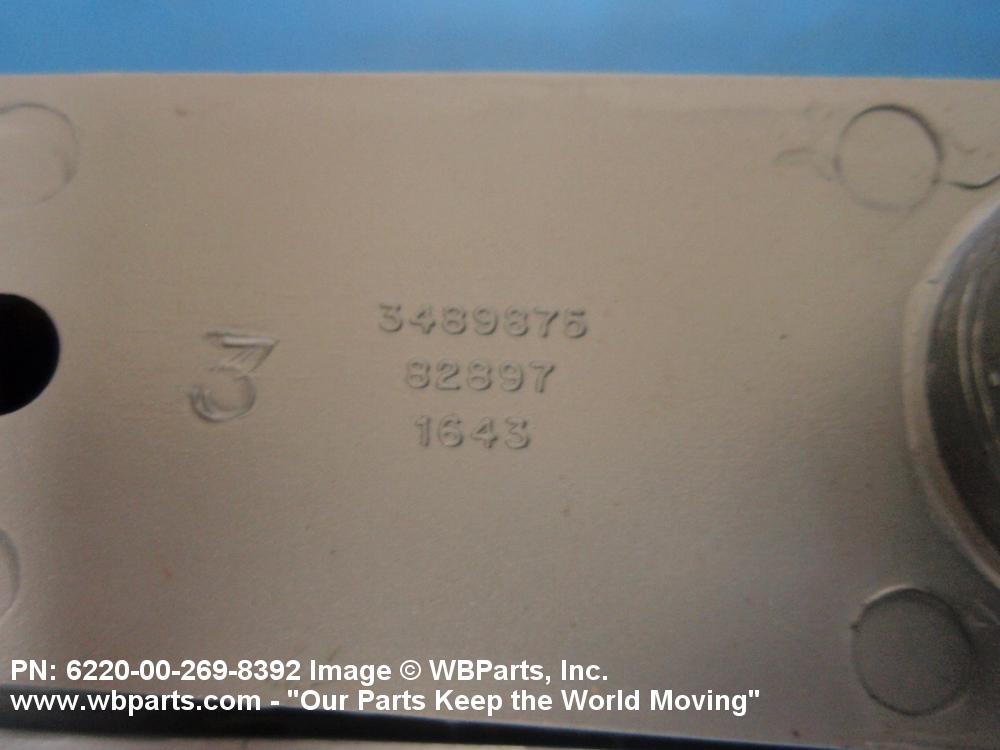 3489875
82897
1643
3
PN: 6220-00-269-8392 Image © WBParts, Inc.
www.wbparts.com - "Our Parts Keep the World Moving"